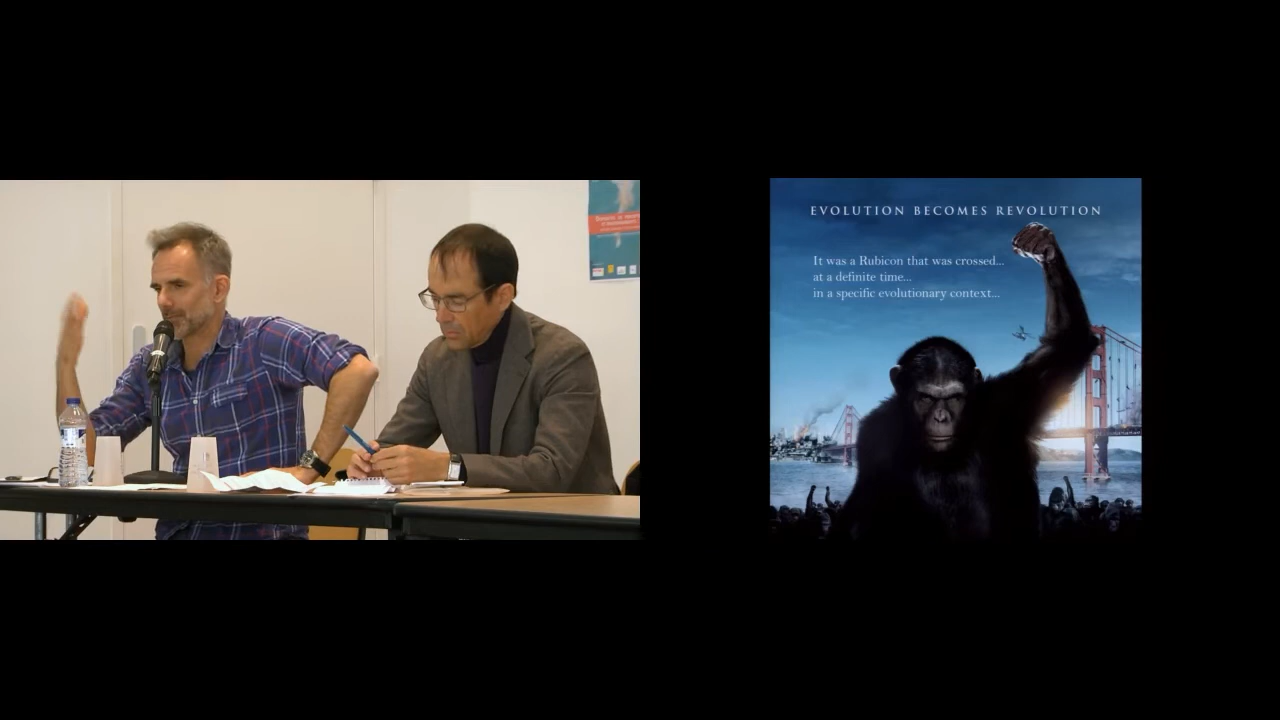 EVOLUTION BECOMES REVOLUTION
It was a Rubicon that was crossed...
at a definite time...
in a specific evolutionary context...